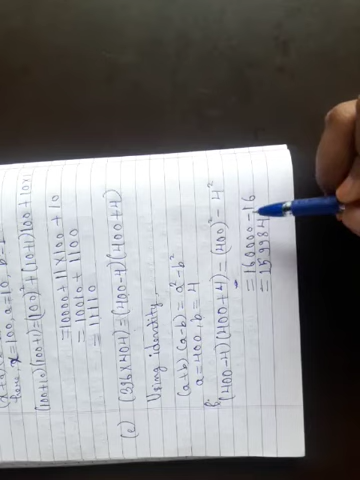 here x = 100, a = 10, b = 1
(100+10)(100+1) = (100)² + (10+1)100 + 10×1
= 10000 + 11×100 + 10
= 10010 + 1100
= 11110
(c) (396×404) = (400-4)(400+4)
Using identity
(a+b)(a-b) = a² - b²
a = 400, b = 4
(400-4)(400+4) = (400)² - 4²
= 160000 - 16
= 159984